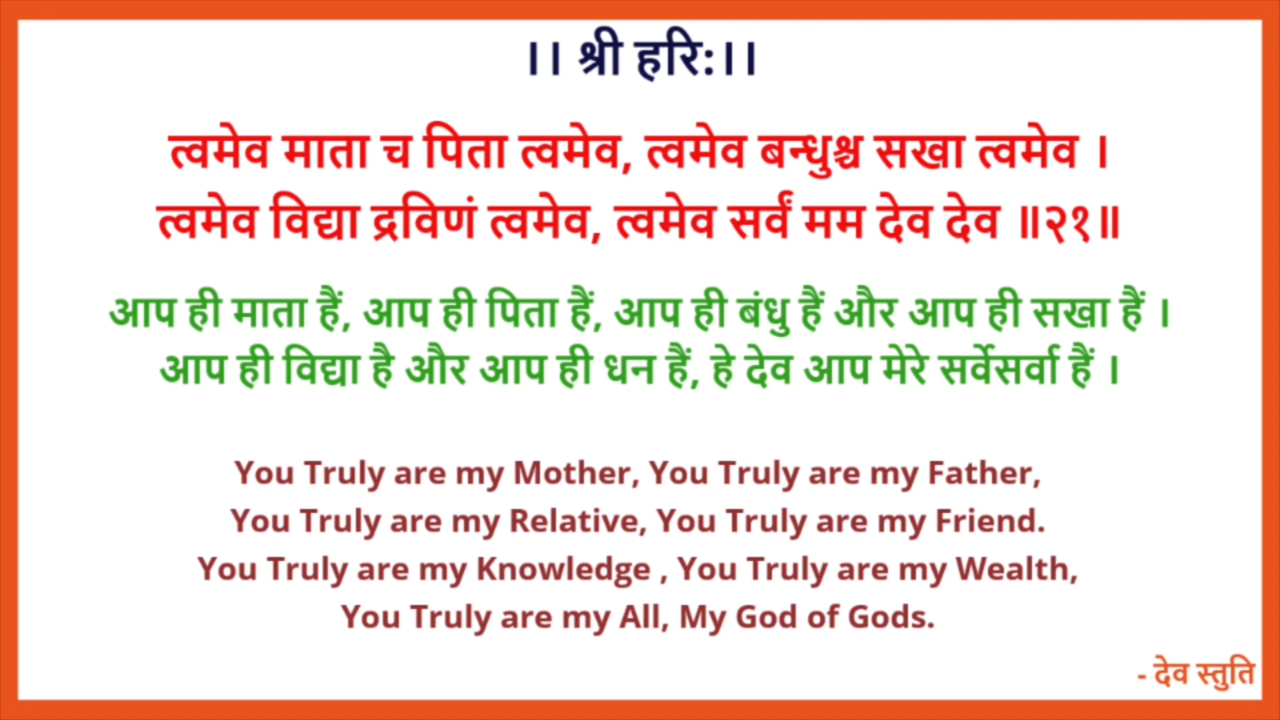 ।। श्री हरि:।।
त्वमेव माता च पिता त्वमेव, त्वमेव बन्धुश्च सखा त्वमेव ।
त्वमेव विद्या द्रविणं त्वमेव, त्वमेव सर्वं मम देव देव ॥२१॥
आप ही माता हैं, आप ही पिता हैं, आप ही बंधु हैं और आप ही सखा हैं ।
आप ही विद्या है और आप ही धन हैं, हे देव आप मेरे सर्वेसर्वा हैं ।
You Truly are my Mother, You Truly are my Father,
You Truly are my Relative, You Truly are my Friend.
You Truly are my Knowledge , You Truly are my Wealth,
You Truly are my All, My God of Gods.
- देव स्तुति